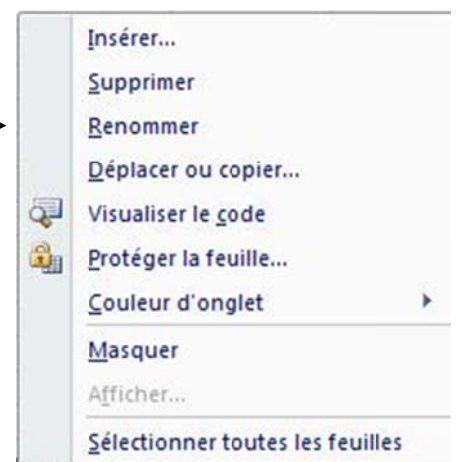 Insérer...
Supprimer
Renommer
Déplacer ou copier...
Visualiser le code
Protéger la feuille...
Couleur d'onglet
Masquer
Afficher...
Sélectionner toutes les feuilles